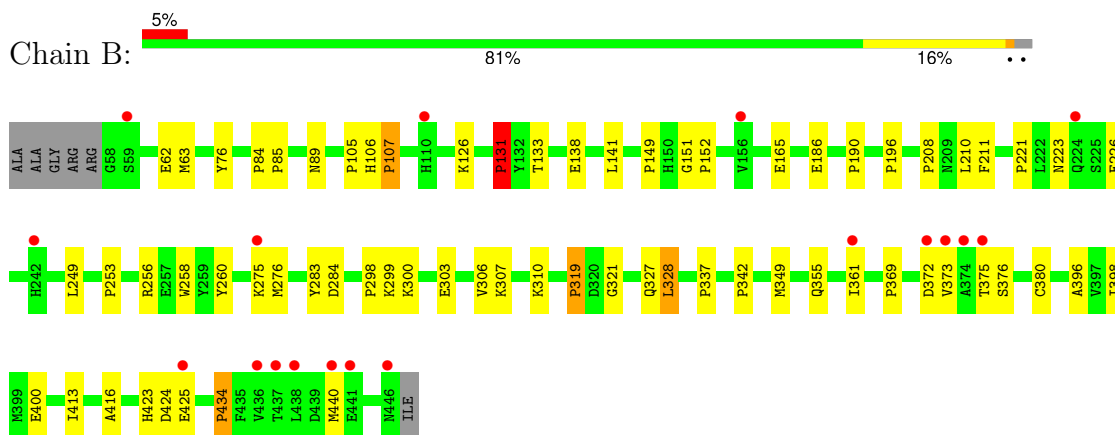 5%
Chain B:
81%
16%
• •
ALA ALA GLY ARG ARG G58 S59 E62 M63 Y76 P84 P85 N89 P105 H106 P107 H110 K126 P131 Y132 T133 E138 L141 P149 H150 G151 P152 V156 E165 E186 P190 P196 P208 N209 L210 F211 P221 L222 N223 Q224 S225
H242 L249 P253 R256 E257 W258 Y259 Y260 K275 M276 Y283 D284 P298 K299 K300 E303 V306 K307 K310 P319 D320 G321 Q327 L328 P337 P342 M349 Q355 I361 P369 D372 V373 A374 T375 S376 C380 A396 V397
M399 E400 I413 A416 H423 D424 E425 P434 F435 V436 T437 L438 D439 M440 E441 N446 ILE